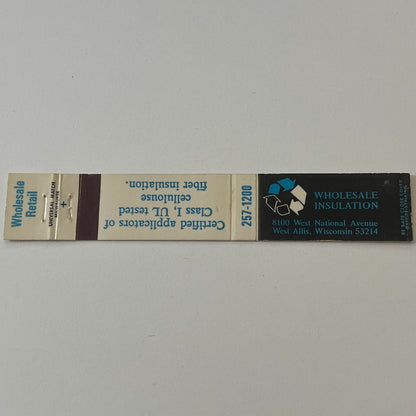 Wholesale
Retail
UNIVERSAL MATCH
Certified applicators of
Class I, UL tested
cellulouse
fiber insulation.
257-1200
WHOLESALE
INSULATION
8100 West National Avenue
West Allis, Wisconsin 53214